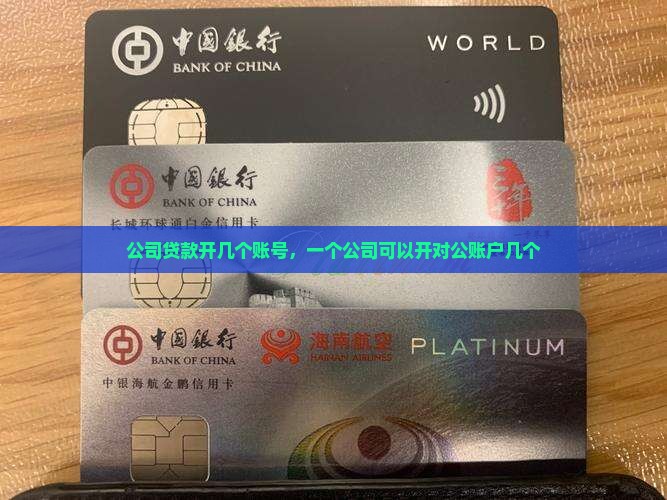 中国銀行
BANK OF CHINA
WORLD
中国銀行
BANK OF CHINA
长城环球通白金信用卡
公司贷款开几个账号，一个公司可以开对公账户几个
中国銀行
BANK OF CHINA
海南航空
HAINAN AIRLINES
PLATINUM
中银海航金鹏信用卡